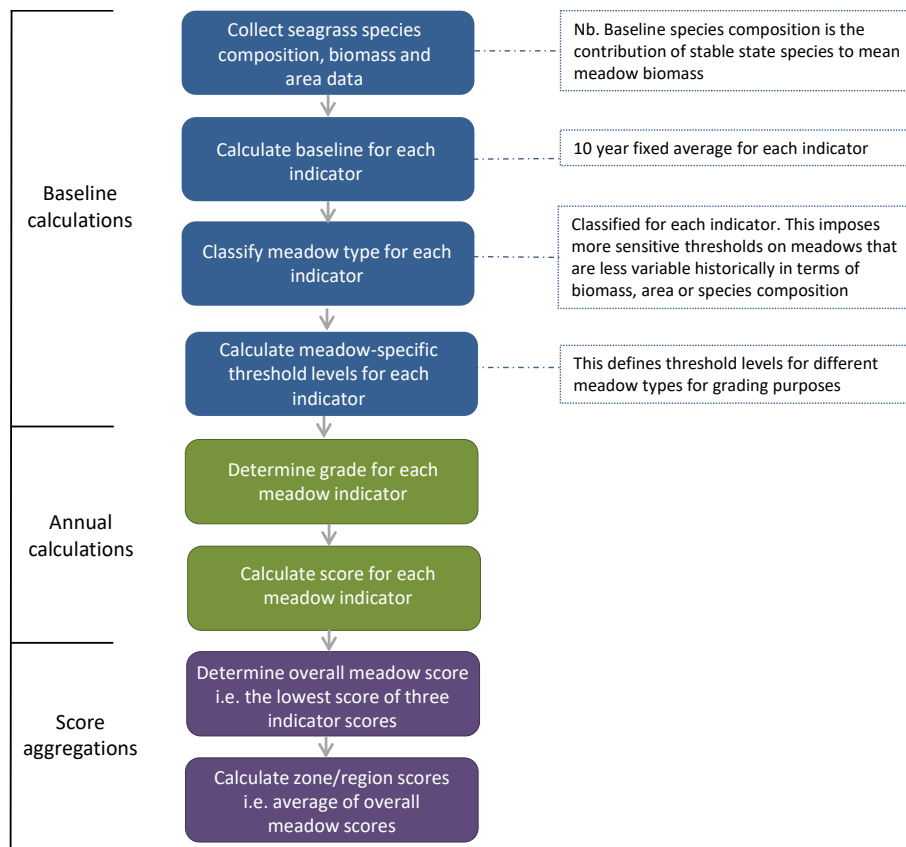 Collect seagrass species
composition, biomass and
area data
Nb. Baseline species composition is the
contribution of stable state species to mean
meadow biomass
Baseline
calculations
Calculate baseline for each
indicator
10 year fixed average for each indicator
Classify meadow type for each
indicator
Classified for each indicator. This imposes
more sensitive thresholds on meadows that
are less variable historically in terms of
biomass, area or species composition
Calculate meadow-specific
threshold levels for each
indicator
This defines threshold levels for different
meadow types for grading purposes
Annual
calculations
Determine grade for each
meadow indicator
Calculate score for each
meadow indicator
Score
aggregations
Determine overall meadow score
i.e. the lowest score of three
indicator scores
Calculate zone/region scores
i.e. average of overall
meadow scores